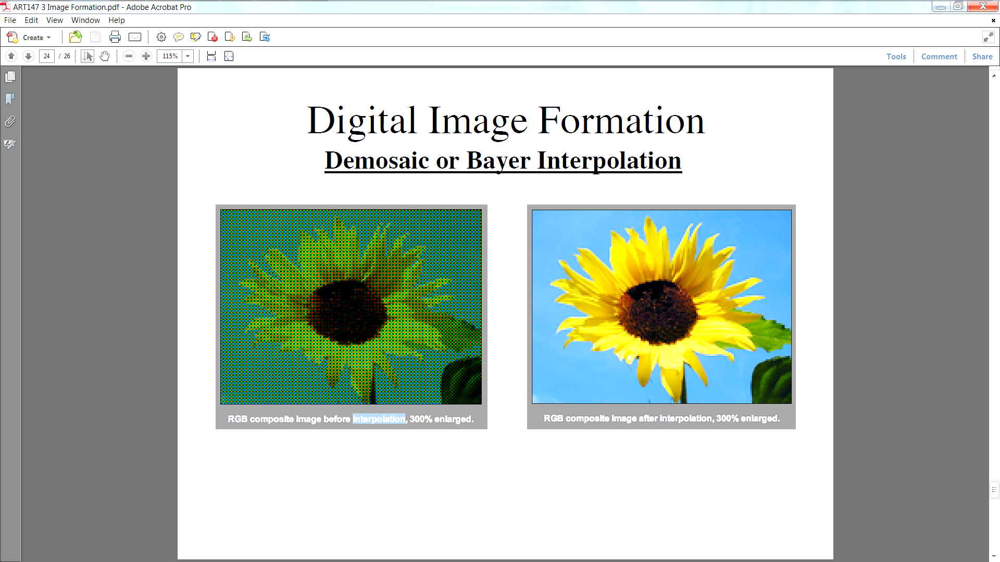 ART147 3 Image Formation.pdf - Adobe Acrobat Pro
File Edit View Window Help
Create
24 / 26 115% Tools Comment Share
Digital Image Formation
Demosaic or Bayer Interpolation
RGB composite image before interpolation, 300% enlarged.
RGB composite image after interpolation, 300% enlarged.